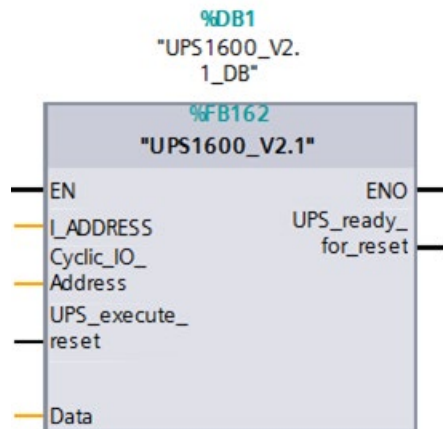 %DB1
"UPS1600_V2.
1_DB"
%FB162
"UPS1600_V2.1"
EN ENO
I_ADDRESS UPS_ready_
for_reset
Cyclic_IO_
Address
UPS_execute_
reset
Data